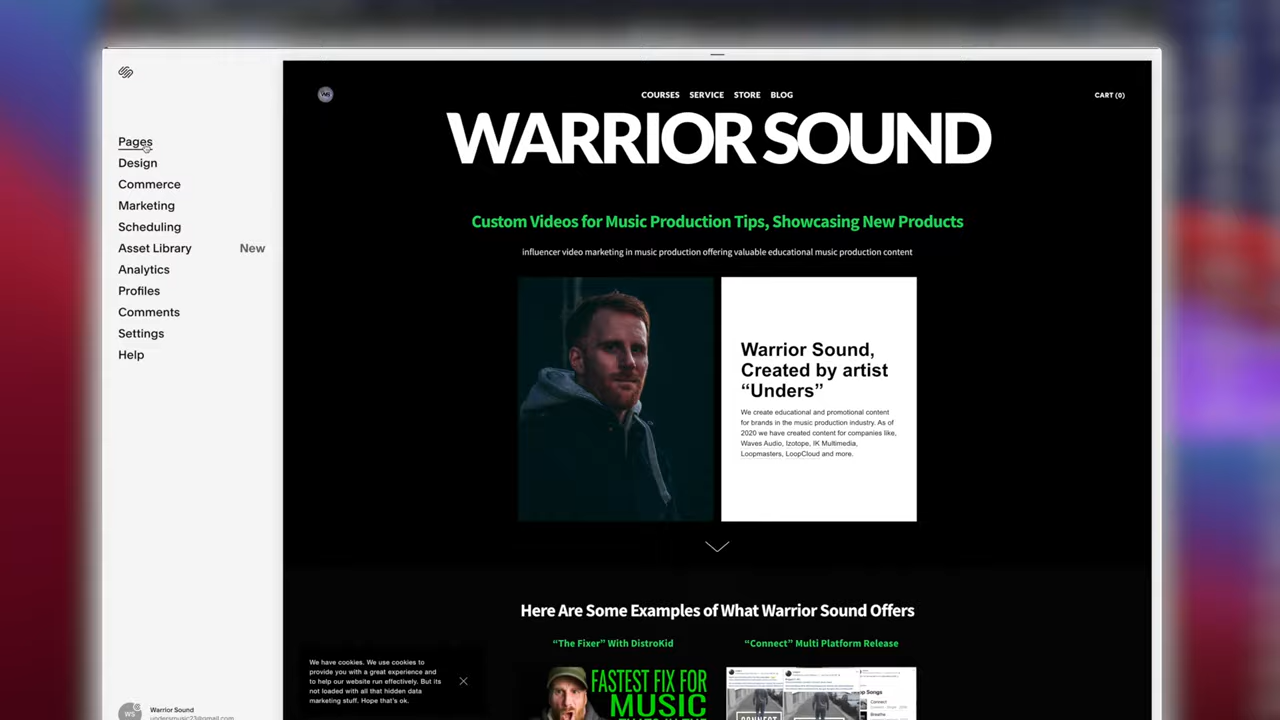 Pages
Design
Commerce
Marketing
Scheduling
Asset Library New
Analytics
Profiles
Comments
Settings
Help
WS
Warrior Sound
COURSES SERVICE STORE BLOG
CART (0)
WARRIOR SOUND
Custom Videos for Music Production Tips, Showcasing New Products
influencer video marketing in music production offering valuable educational music production content
Warrior Sound,
Created by artist
“Unders”
We create educational and promotional content
for brands in the music production industry. As of
2020 we have created content for companies like,
Waves Audio, Izotope, IK Multimedia,
Loopmasters, LoopCloud and more.
Here Are Some Examples of What Warrior Sound Offers
“The Fixer” With DistroKid
“Connect” Multi Platform Release
FASTEST FIX FOR
MUSIC
Connect
Breathe
We have cookies. We use cookies to
provide you with a great experience and
to help our website run effectively. But its
not loaded with all that hidden data
marketing stuff. Hope that's ok.